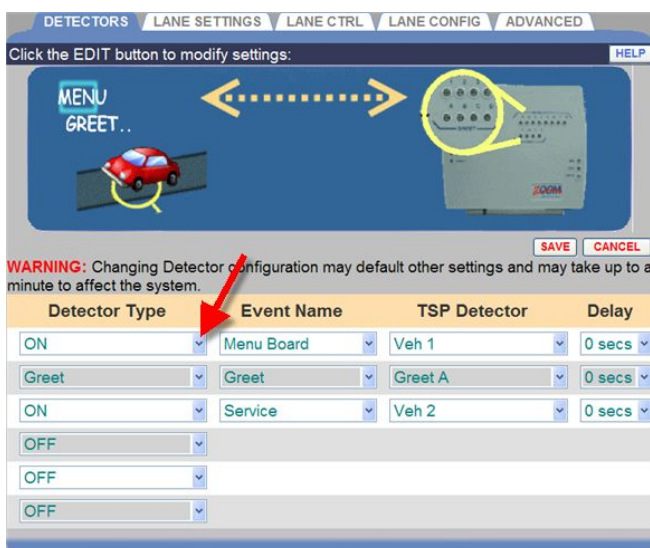 DETECTORS LANE SETTINGS LANE CTRL LANE CONFIG ADVANCED
Click the EDIT button to modify settings: HELP
MENU
GREET..
ZOOM
SAVE CANCEL
WARNING: Changing Detector configuration may default other settings and may take up to a
minute to affect the system.
Detector Type Event Name TSP Detector Delay
ON Menu Board Veh 1 0 secs
Greet Greet Greet A 0 secs
ON Service Veh 2 0 secs
OFF
OFF
OFF